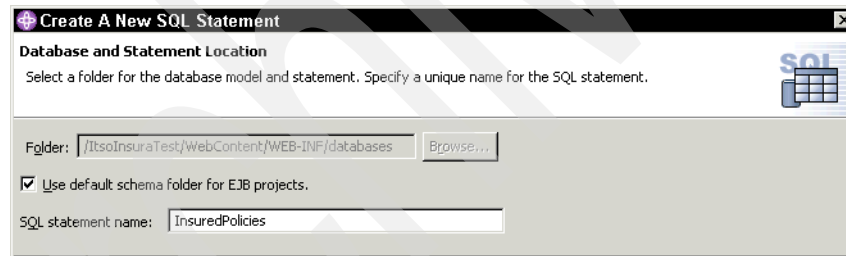 Create A New SQL Statement
Database and Statement Location
Select a folder for the database model and statement. Specify a unique name for the SQL statement.
SQL
Folder: /ItsoInsuraTest/WebContent/WEB-INF/databases Browse...
Use default schema folder for EJB projects.
SQL statement name: InsuredPolicies